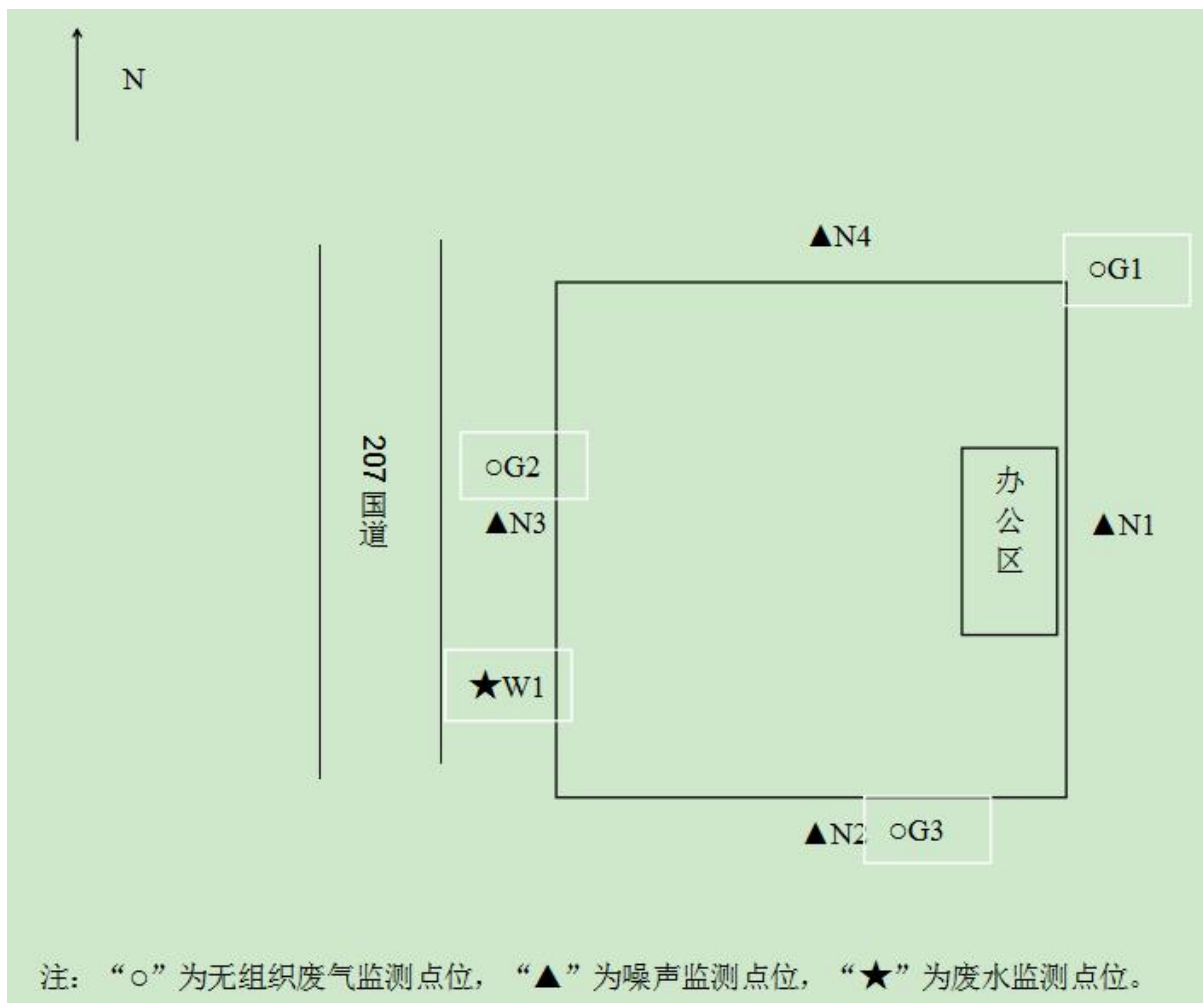 N
▲N4
○G1
207国道
○G2
▲N3
办公区
▲N1
★W1
▲N2
○G3
注：“○”为无组织废气监测点位，“▲”为噪声监测点位，“★”为废水监测点位。